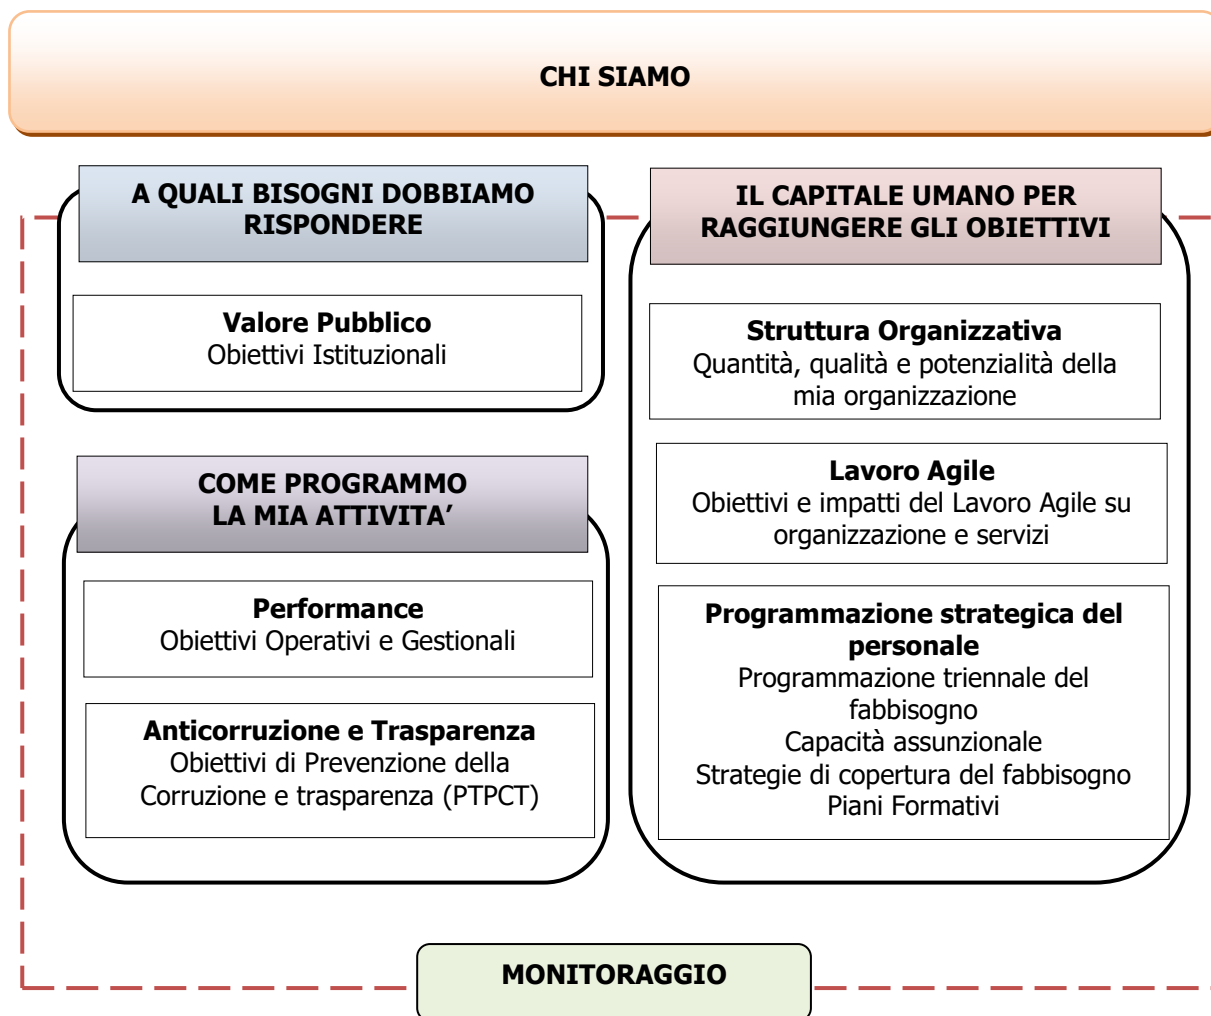 CHI SIAMO
A QUALI BISOGNI DOBBIAMO
RISPONDERE
Valore Pubblico
Obiettivi Istituzionali
COME PROGRAMMO
LA MIA ATTIVITA’
Performance
Obiettivi Operativi e Gestionali
Anticorruzione e Trasparenza
Obiettivi di Prevenzione della
Corruzione e trasparenza (PTPCT)
IL CAPITALE UMANO PER
RAGGIUNGERE GLI OBIETTIVI
Struttura Organizzativa
Quantità, qualità e potenzialità della
mia organizzazione
Lavoro Agile
Obiettivi e impatti del Lavoro Agile su
organizzazione e servizi
Programmazione strategica del
personale
Programmazione triennale del
fabbisogno
Capacità assunzionale
Strategie di copertura del fabbisogno
Piani Formativi
MONITORAGGIO